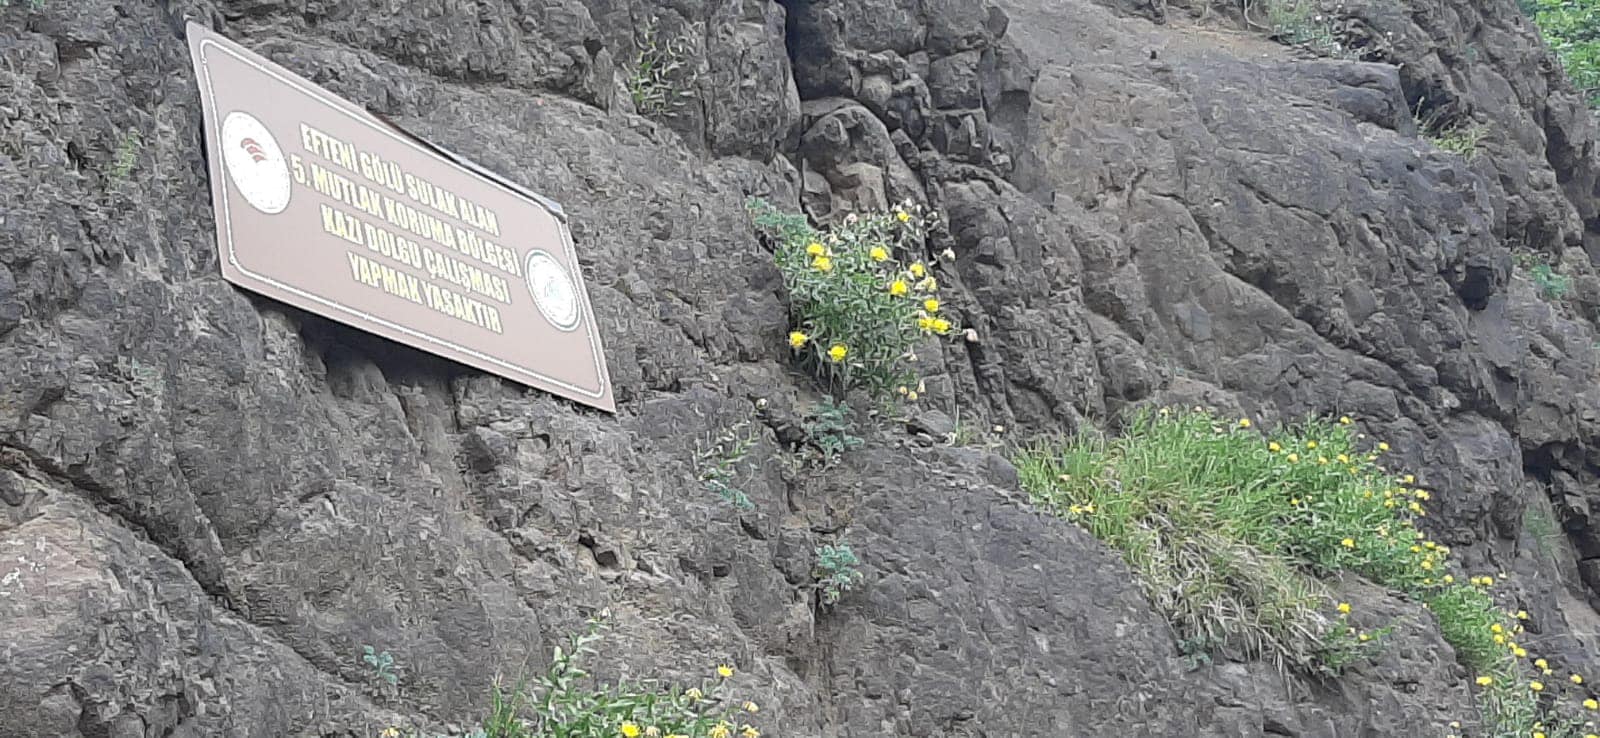 EFTENİ GÖLÜ SULAK ALAN
5. MUTLAK KORUMA BÖLGESİ
KAZI DOLGU ÇALIŞMASI
YAPMAK YASAKTIR